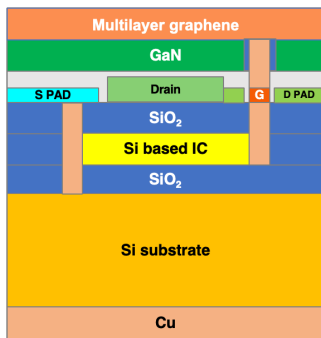 Multilayer graphene
GaN
Drain
S PAD
G
D PAD
SiO₂
Si based IC
SiO₂
Si substrate
Cu